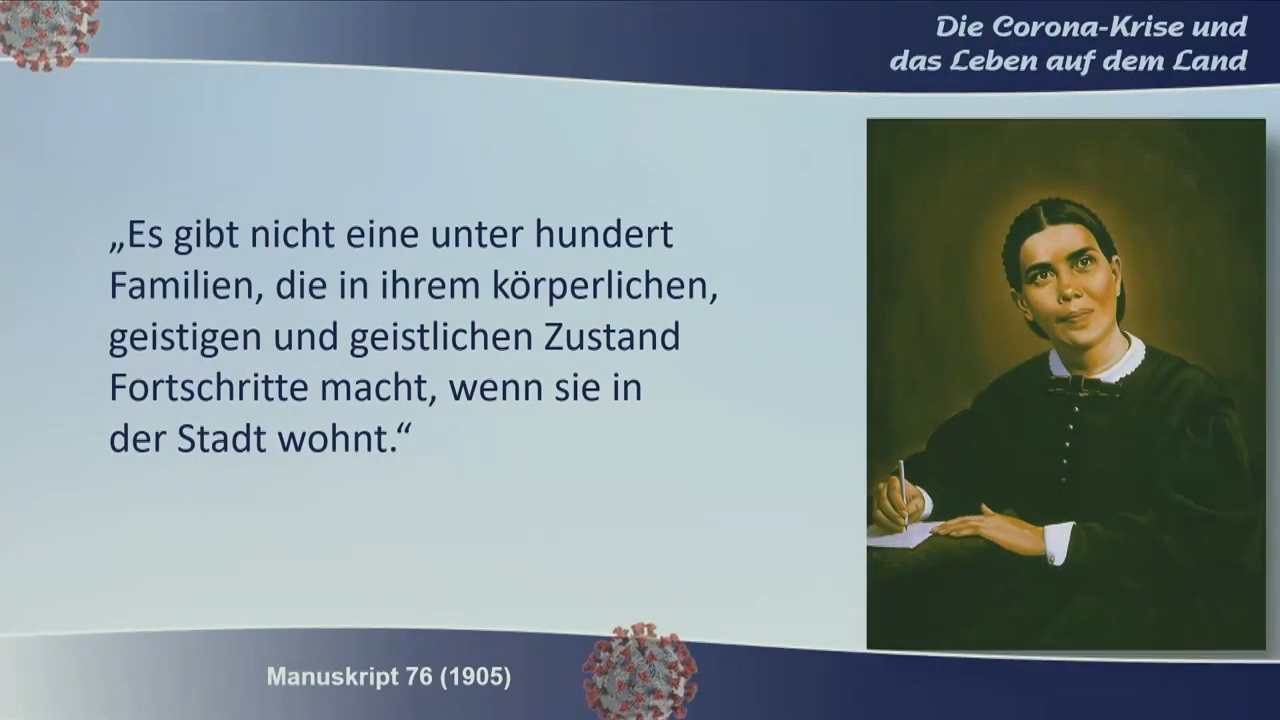 Die Corona-Krise und
das Leben auf dem Land
„Es gibt nicht eine unter hundert
Familien, die in ihrem körperlichen,
geistigen und geistlichen Zustand
Fortschritte macht, wenn sie in
der Stadt wohnt.“
Manuskript 76 (1905)